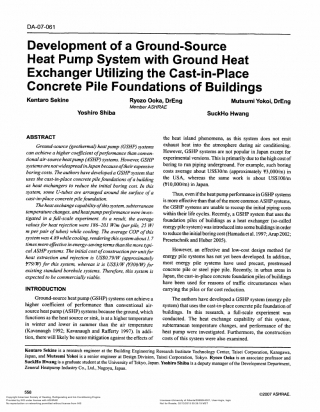 DA-07-061
Development of a Ground-Source
Heat Pump System with Ground Heat
Exchanger Utilizing the Cast-in-Place
Concrete Pile Foundations of Buildings
Kentaro Sekine
Ryozo Ooka, DrEng
Member ASHRAE
Mutsumi Yokoi, DrEng
Yoshiro Shiba
SuckHo Hwang
ABSTRACT
Ground-source (geothermal) heat pump (GSHP) systems
can achieve a higher coefficient of performance than conven-
tional air-source heat pump (ASHP) systems. However, GSHP
systems are not widespread in Japan because of their expensive
boring costs. The authors have developed a GSHP system that
uses the cast-in-place concrete pile foundations of a building
as heat exchangers to reduce the initial boring cost. In this
system, some U-tubes are arranged around the surface of a
cast-in-place concrete pile foundation.
The heat exchange capability of this system, subterranean
temperature changes, and heat pump performance were inves-
tigated in a full-scale experiment. As a result, the average
values for heat rejection were 186–201 W/m (per pile, 25 W/
m per pair of tubes) while cooling. The average COP of this
system was 4.89 while cooling, rendering this system about 1.7
times more effective in energy saving terms than the more typi-
cal ASHP systems. The initial cost of construction per unit for
heat extraction and rejection is US$0.79/W (approximately
¥79/W) for this system, whereas it is US$3.00/W (¥300/W) for
existing standard borehole systems. Therefore, this system is
expected to be commercially viable.
INTRODUCTION
Ground-source heat pump (GSHP) systems can achieve a
higher coefficient of performance than conventional air-
source heat pump (ASHP) systems because the ground, which
functions as the heat source or sink, is at a higher temperature
in winter and lower in summer than the air temperature
(Kavanaugh 1992; Kavanaugh and Rafferty 1997). In addi-
tion, there will likely be some mitigation against the effects of
the heat island phenomena, as this system does not emit
exhaust heat into the atmosphere during air conditioning.
However, GSHP systems are not popular in Japan except for
experimental versions. This is primarily due to the high cost of
boring to run piping underground. For example, such boring
costs average about US$30/m (approximately ¥9,000/m) in
the USA, whereas the same work is about US$100/m
(¥10,000/m) in Japan.
Thus, even if the heat pump performance in GSHP systems
is more effective than that of the more common ASHP systems,
the GSHP systems are unable to recoup the initial piping costs
within their life cycles. Recently, a GSHP system that uses the
foundation piles of buildings as a heat exchanger (so-called
energy pile system) was introduced into some buildings in order
to reduce the initial boring cost (Hamada et al. 1997; Arup 2002;
Preutschnik and Huber 2005).
However, an effective and low-cost design method for
energy pile systems has not yet been developed. In addition,
most energy pile systems have used precast, prestressed
concrete piles or steel pipe piles. Recently, in urban areas in
Japan, the cast-in-place concrete foundation piles of buildings
have been used for reasons of traffic circumstances when
carrying the piles or for cost reduction.
The authors have developed a GSHP system (energy pile
system) that uses the cast-in-place concrete pile foundation of
buildings. In this research, a full-scale experiment was
conducted. The heat exchange capability of this system,
subterranean temperature changes, and performance of the
heat pump were investigated. Furthermore, the construction
costs of this system were also examined.
Kentaro Sekine is a research engineer at the Building Engineering Research Institute Technology Center, Taisei Corporation, Kanagawa,
Japan, and Mutsumi Yokoi is a senior engineer at Design Division, Taisei Corporation, Tokyo. Ryozo Ooka is an associate professor and
SuckHo Hwang is a graduate student at the University of Tokyo, Japan. Yoshiro Shiba is a deputy manager of the Development Department,
Zeneral Heatpump Industry Co., Ltd., Nagoya, Japan.
558
©2007 ASHRAE